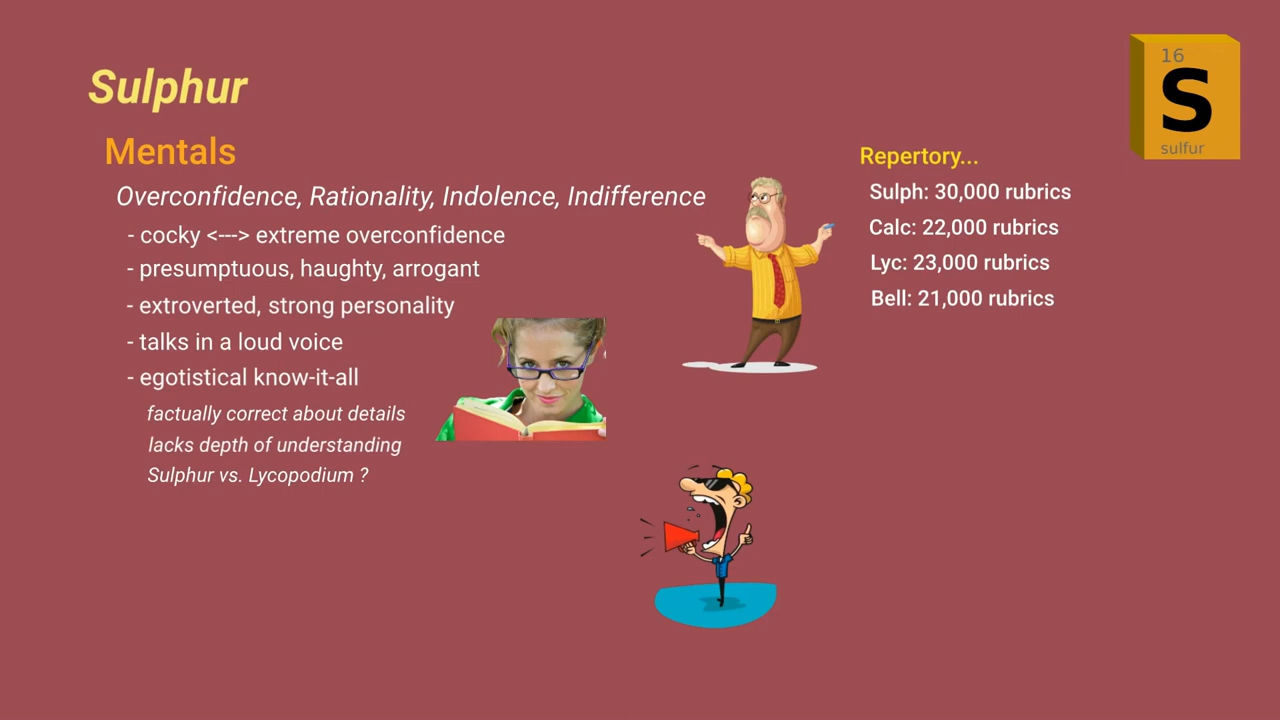 Sulphur
Mentals
Overconfidence, Rationality, Indolence, Indifference
- cocky <---> extreme overconfidence
- presumptuous, haughty, arrogant
- extroverted, strong personality
- talks in a loud voice
- egotistical know-it-all
factually correct about details
lacks depth of understanding
Sulphur vs. Lycopodium ?
Repertory...
Sulph: 30,000 rubrics
Calc: 22,000 rubrics
Lyc: 23,000 rubrics
Bell: 21,000 rubrics
16
S
sulfur